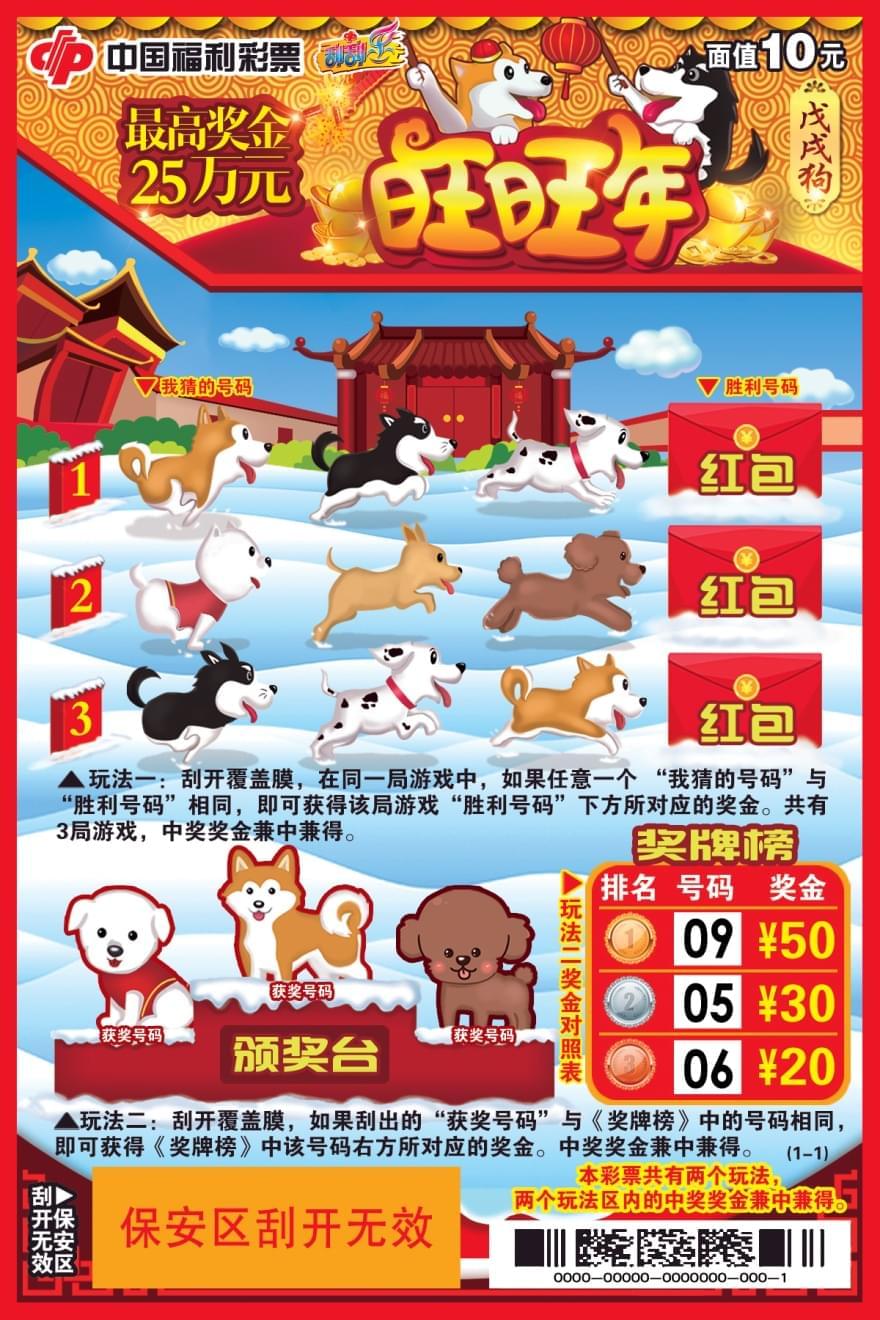 中国福利彩票
刮刮乐
面值10元
最高奖金
25万元
旺旺年
戊戌狗
▼我猜的号码
▼胜利号码
1
红包
2
红包
3
红包
▲玩法一：刮开覆盖膜，在同一局游戏中，如果任意一个“我猜的号码”与
“胜利号码”相同，即可获得该局游戏“胜利号码”下方所对应的奖金。共有
3局游戏，中奖奖金兼中兼得。
奖牌榜
▶玩法二奖金对照表
排名 号码 奖金
1 09 ¥50
2 05 ¥30
3 06 ¥20
获奖号码
获奖号码
获奖号码
颁奖台
▲玩法二：刮开覆盖膜，如果刮出的“获奖号码”与《奖牌榜》中的号码相同，
即可获得《奖牌榜》中该号码右方所对应的奖金。中奖奖金兼中兼得。
(1-1)
本彩票共有两个玩法，
两个玩法区内的中奖奖金兼中兼得。
▶保安区
刮开无效
保安区刮开无效
0000-00000-0000000-000-1